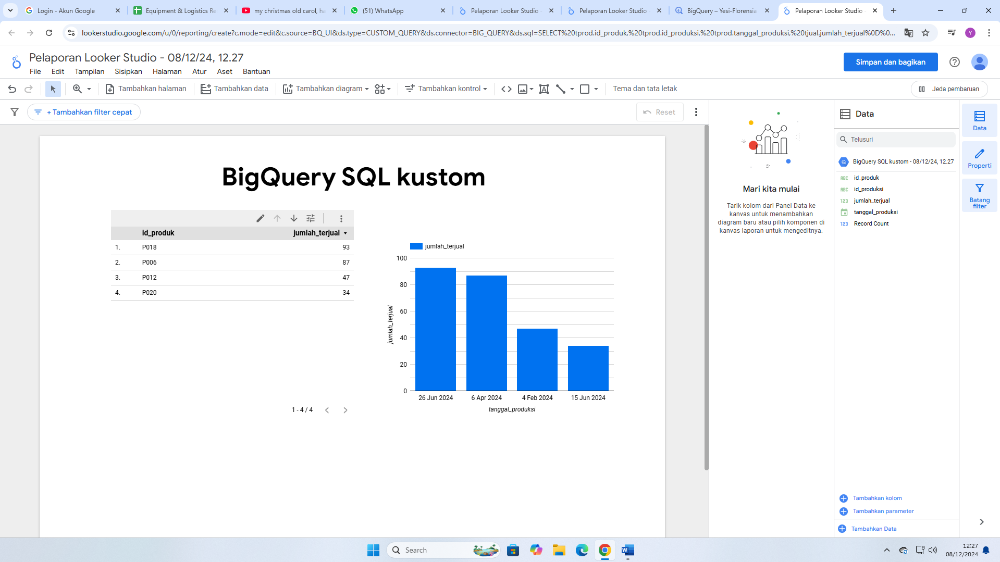 Login - Akun Google
Equipment & Logistics Re
my christmas old carol, ha
(51) WhatsApp
Pelaporan Looker Studio -
Pelaporan Looker Studio -
BigQuery – Yesi-Florensia
Pelaporan Looker Studio -
lookerstudio.google.com/u/0/reporting/create?c.mode=edit&c.source=BQ_UI&ds.type=CUSTOM_QUERY&ds.connector=BIG_QUERY&ds.sql=SELECT%20tprod.id_produk,%20tprod.id_produksi,%20tprod.tanggal_produksi,%20tjual.jumlah_terjual%0D%0...
Y
Pelaporan Looker Studio - 08/12/24, 12.27
File Edit Tampilan Sisipkan Halaman Atur Aset Bantuan
Simpan dan bagikan
Tambahkan halaman
Tambahkan data
Tambahkan diagram
Tambahkan kontrol
Tema dan tata letak
Jeda pembaruan
+ Tambahkan filter cepat
Reset
BigQuery SQL kustom
id_produk jumlah_terjual
1. P018 93
2. P006 87
3. P012 47
4. P020 34
1 - 4 / 4
jumlah_terjual
100
80
60
40
20
0
jumlah_terjual
26 Jun 2024 6 Apr 2024 4 Feb 2024 15 Jun 2024
tanggal_produksi
Mari kita mulai
Tarik kolom dari Panel Data ke
kanvas untuk menambahkan
diagram baru atau pilih komponen di
kanvas laporan untuk mengeditnya.
Data
Telusuri
BigQuery SQL kustom - 08/12/24, 12.27
ABC id_produk
ABC id_produksi
123 jumlah_terjual
tanggal_produksi
123 Record Count
Tambahkan kolom
Tambahkan parameter
Tambahkan Data
Data
Properti
Batang
filter
Search
12:27
08/12/2024